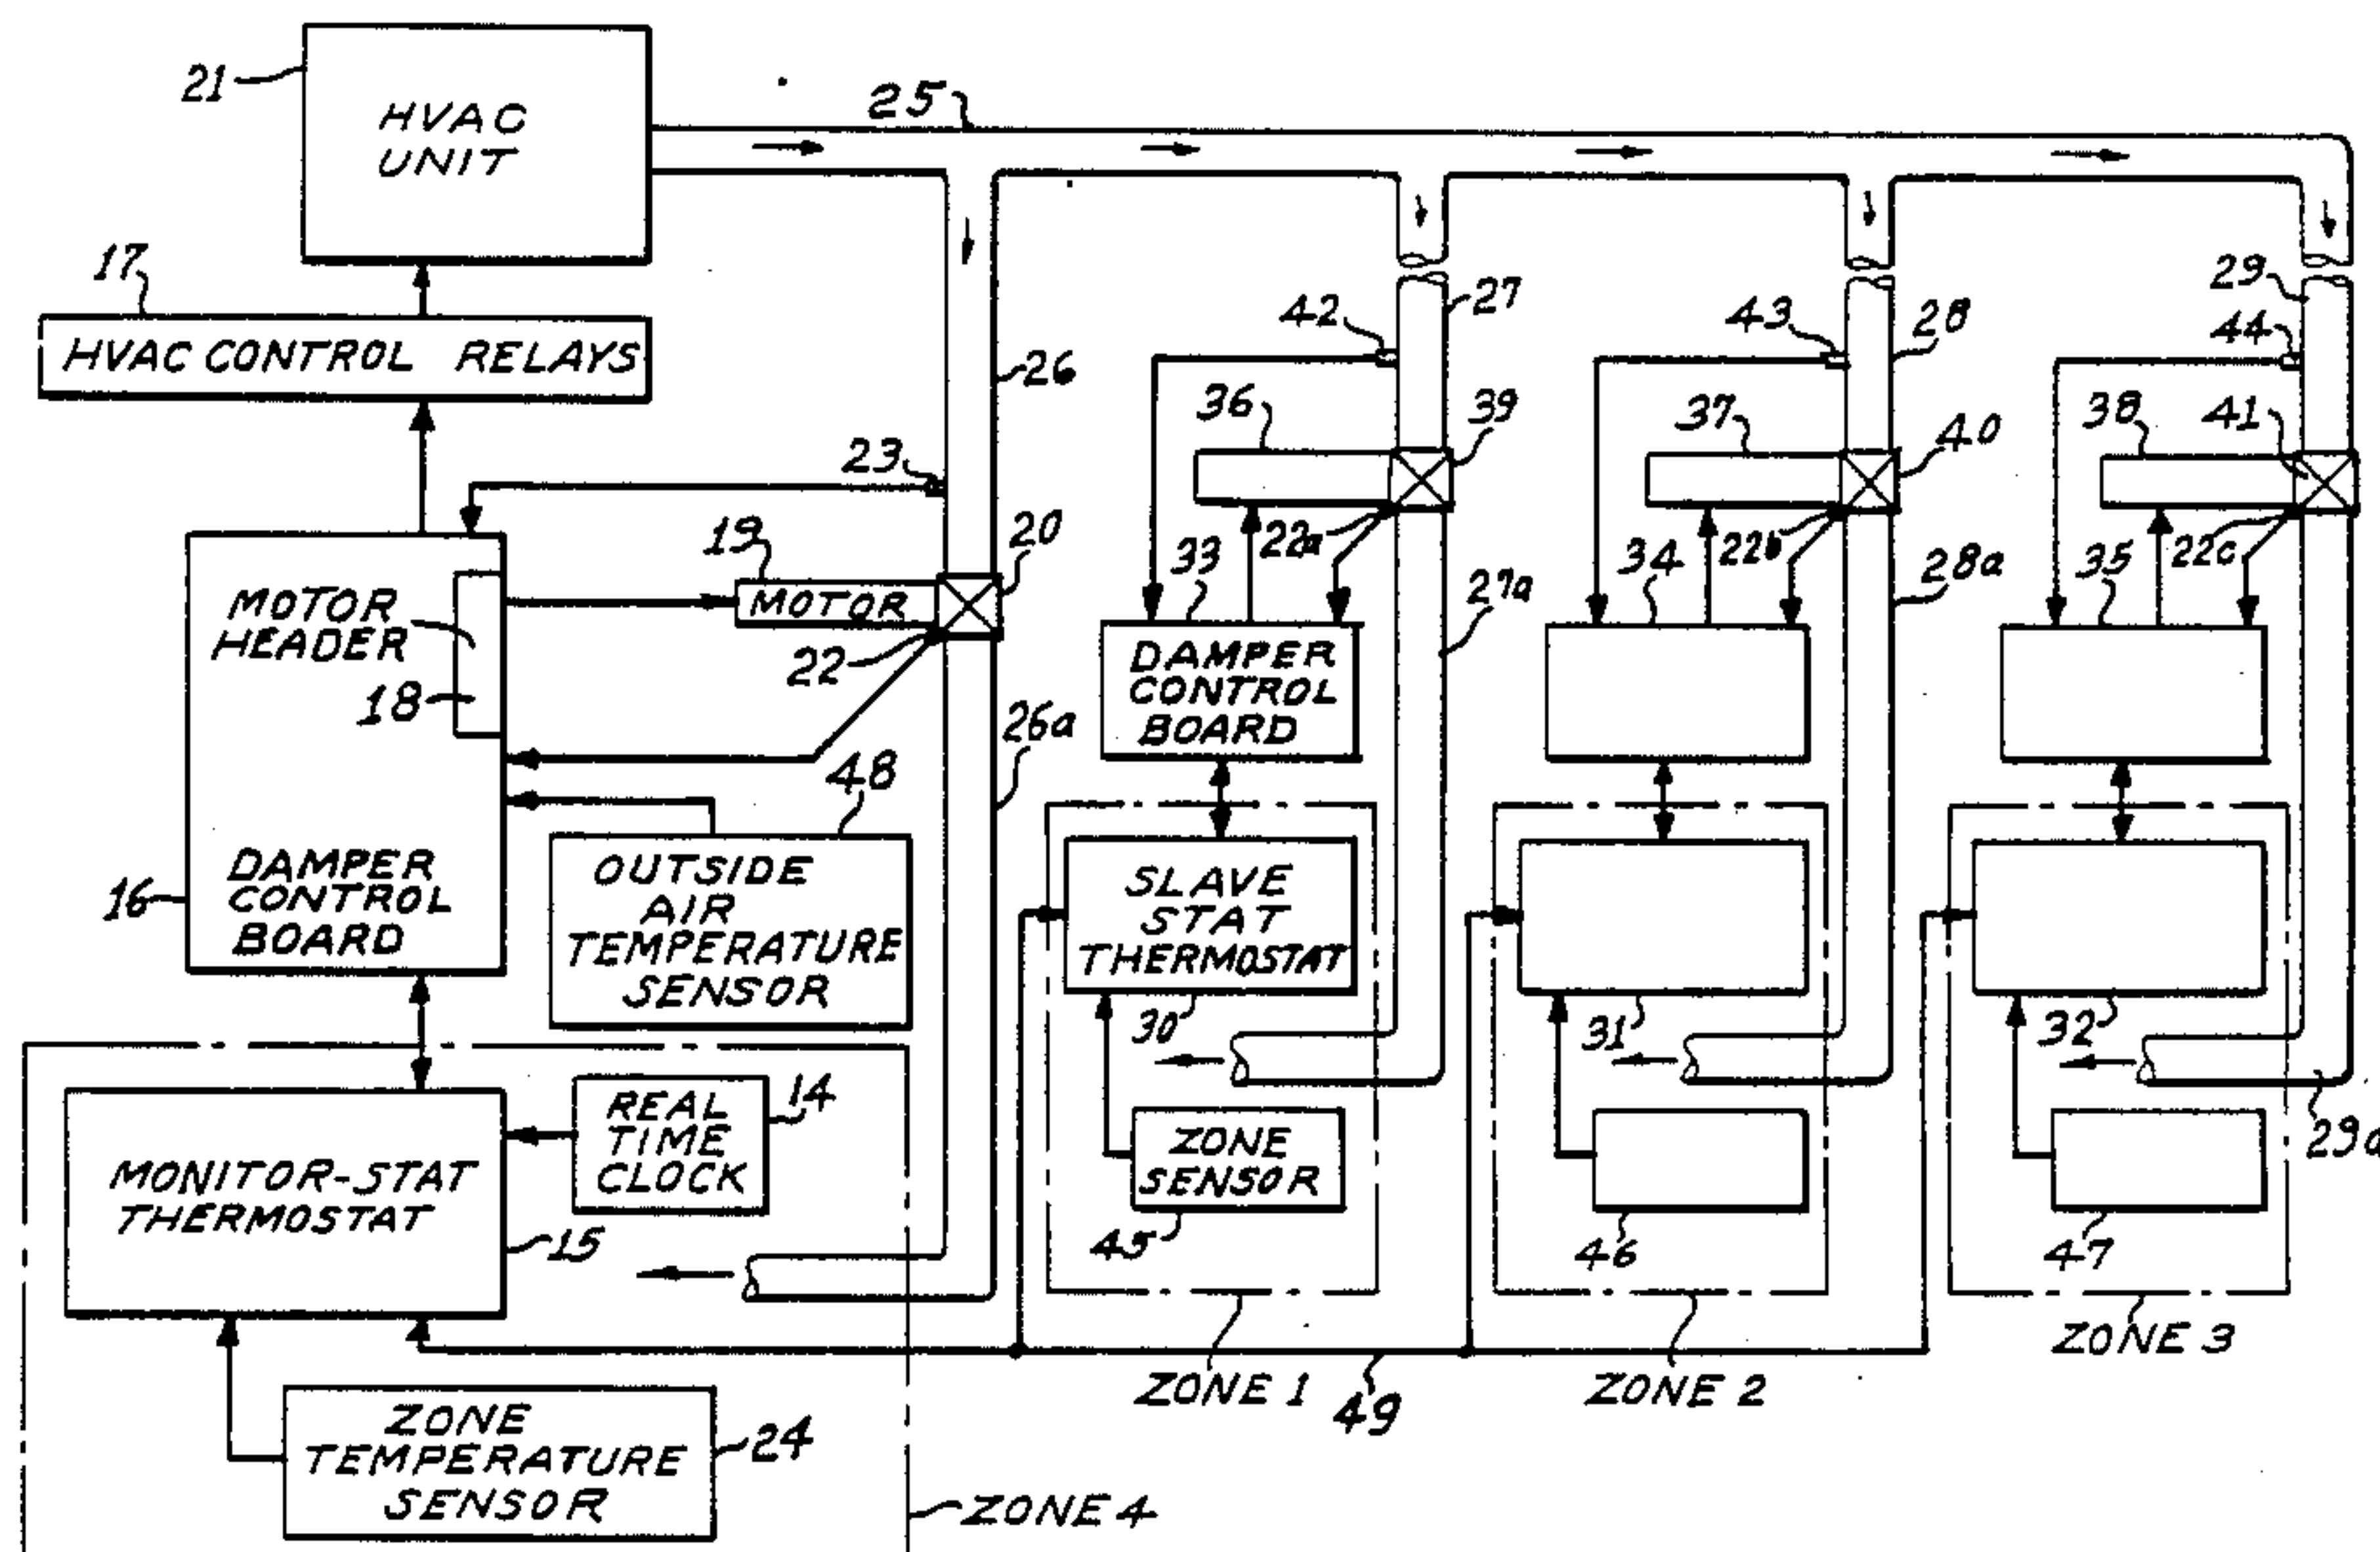 21
HVAC
UNIT
25
17
HVAC CONTROL RELAYS
26
42
27
43
28
29
44
23
36
39
37
40
38
41
19
MOTOR
20
22
22a
22b
22c
33
34
35
MOTOR
HEADER
18
DAMPER
CONTROL
BOARD
27a
28a
26a
48
16
DAMPER
CONTROL
BOARD
OUTSIDE
AIR
TEMPERATURE
SENSOR
SLAVE
STAT
THERMOSTAT
30
31
32
14
REAL
TIME
CLOCK
MONITOR-STAT
THERMOSTAT
15
ZONE
SENSOR
45
46
47
29a
ZONE 1
49
ZONE 2
ZONE 3
ZONE
TEMPERATURE
SENSOR
24
ZONE 4